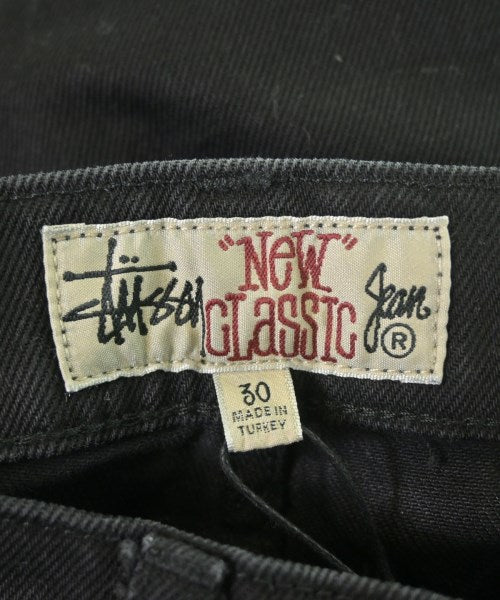 Stüssy "NEW" CLASSIC Jean ®
30
MADE IN
TURKEY